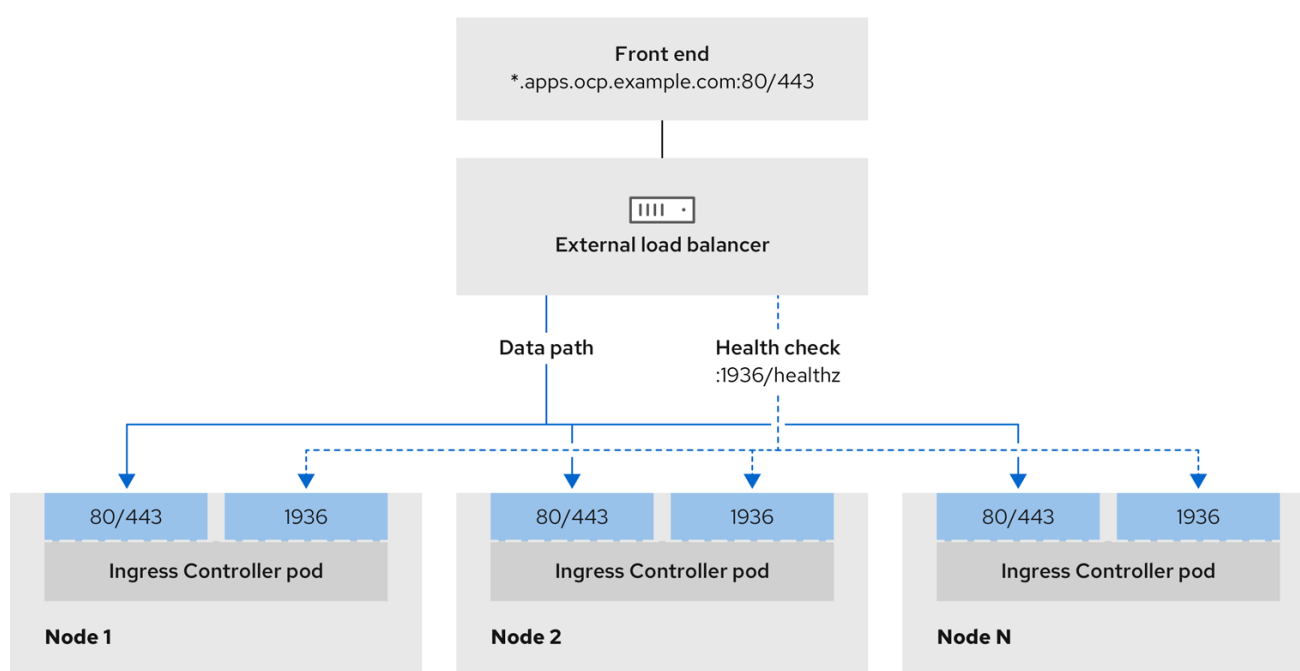 Front end
*.apps.ocp.example.com:80/443
External load balancer
Data path
Health check
:1936/healthz
80/443
1936
80/443
1936
80/443
1936
Ingress Controller pod
Ingress Controller pod
Ingress Controller pod
Node 1
Node 2
Node N